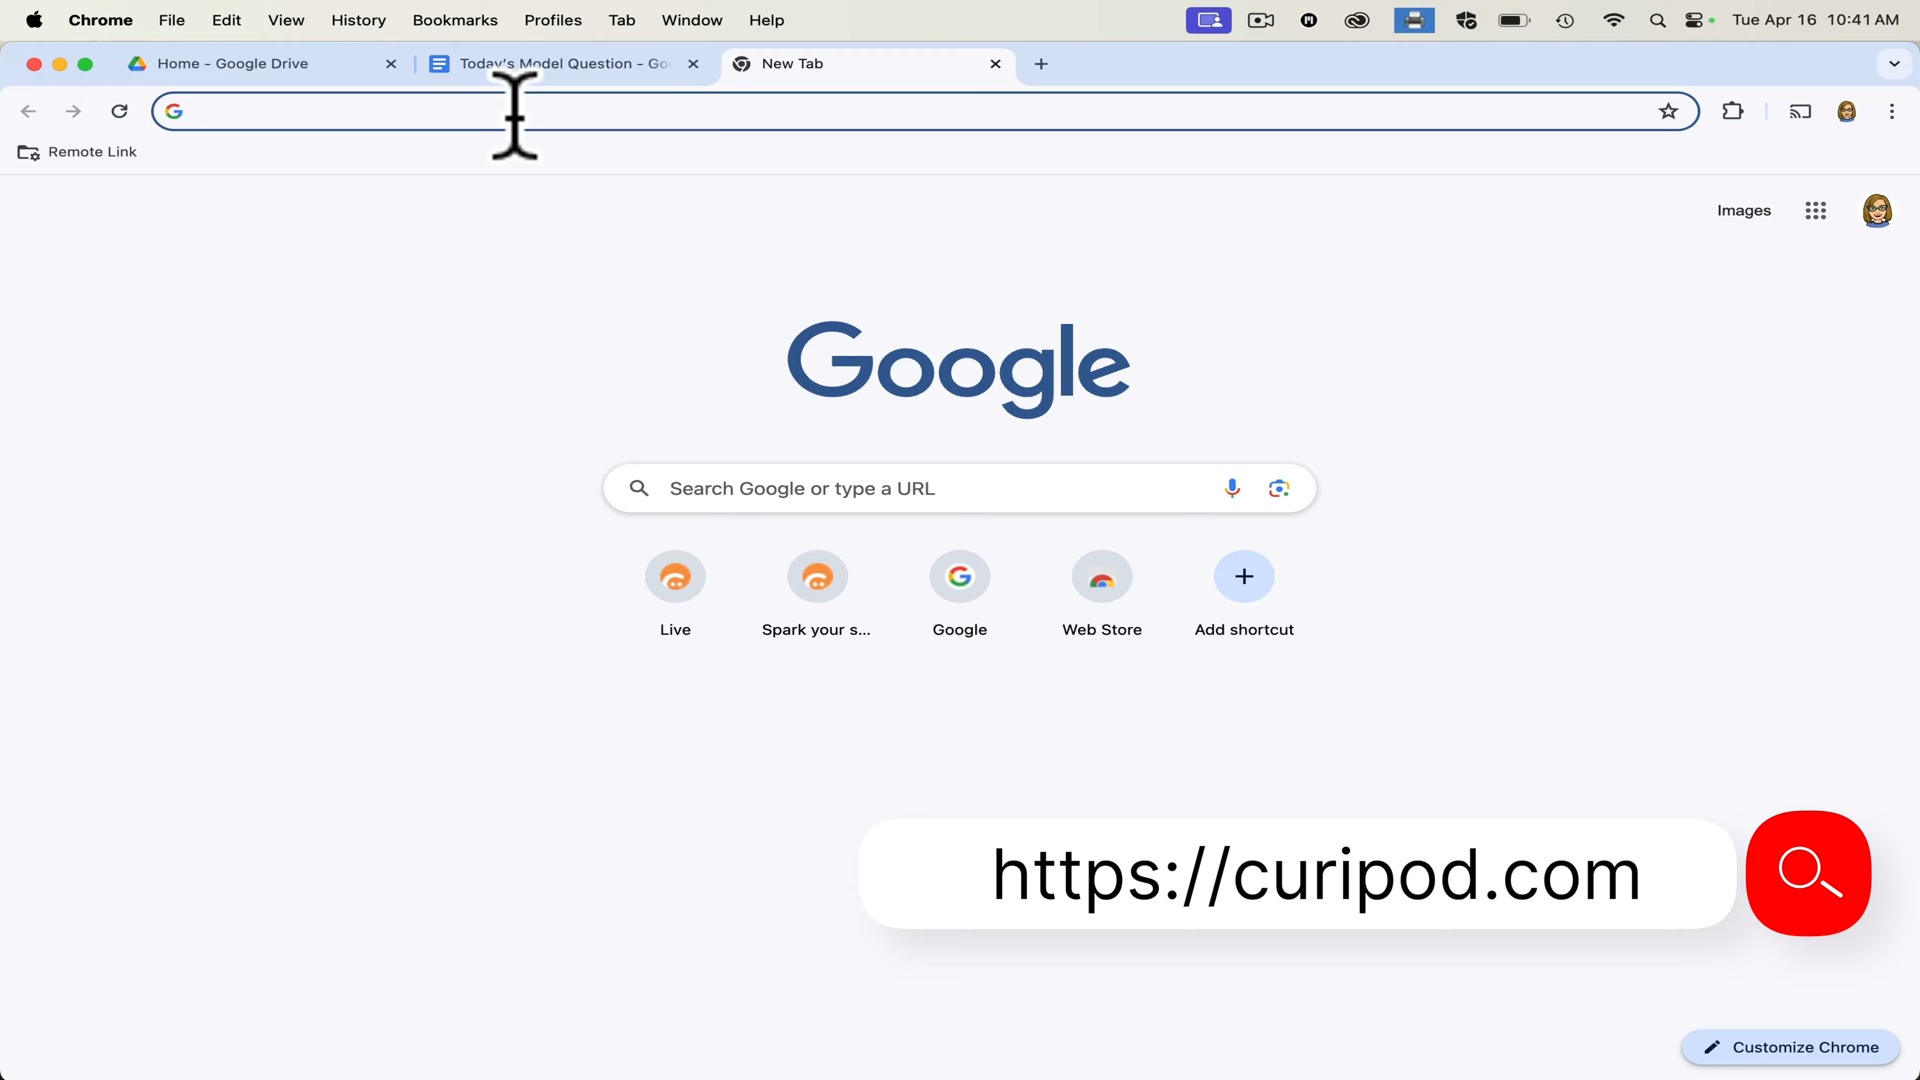 Chrome File Edit View History Bookmarks Profiles Tab Window Help Tue Apr 16 10:41 AM
Home - Google Drive Today's Model Question - Go New Tab
Remote Link
Images
Google
Search Google or type a URL
Live Spark your s... Google Web Store Add shortcut
https://curipod.com
Customize Chrome